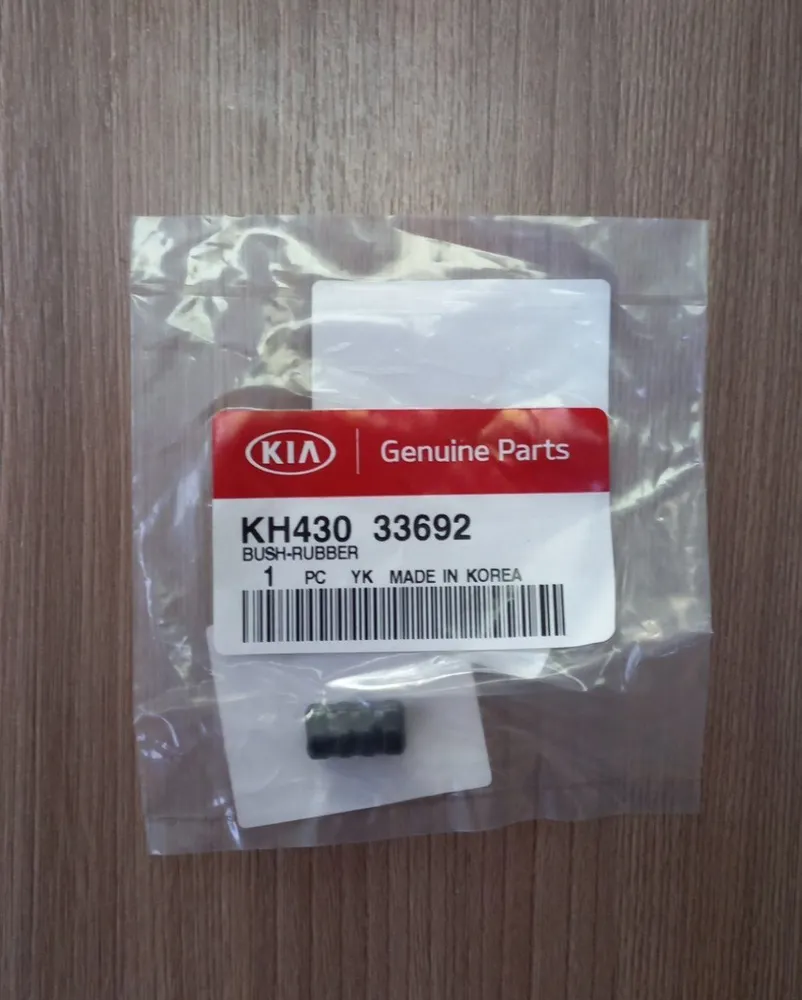 KIA Genuine Parts
KH430 33692
BUSH-RUBBER
1 PC YK MADE IN KOREA